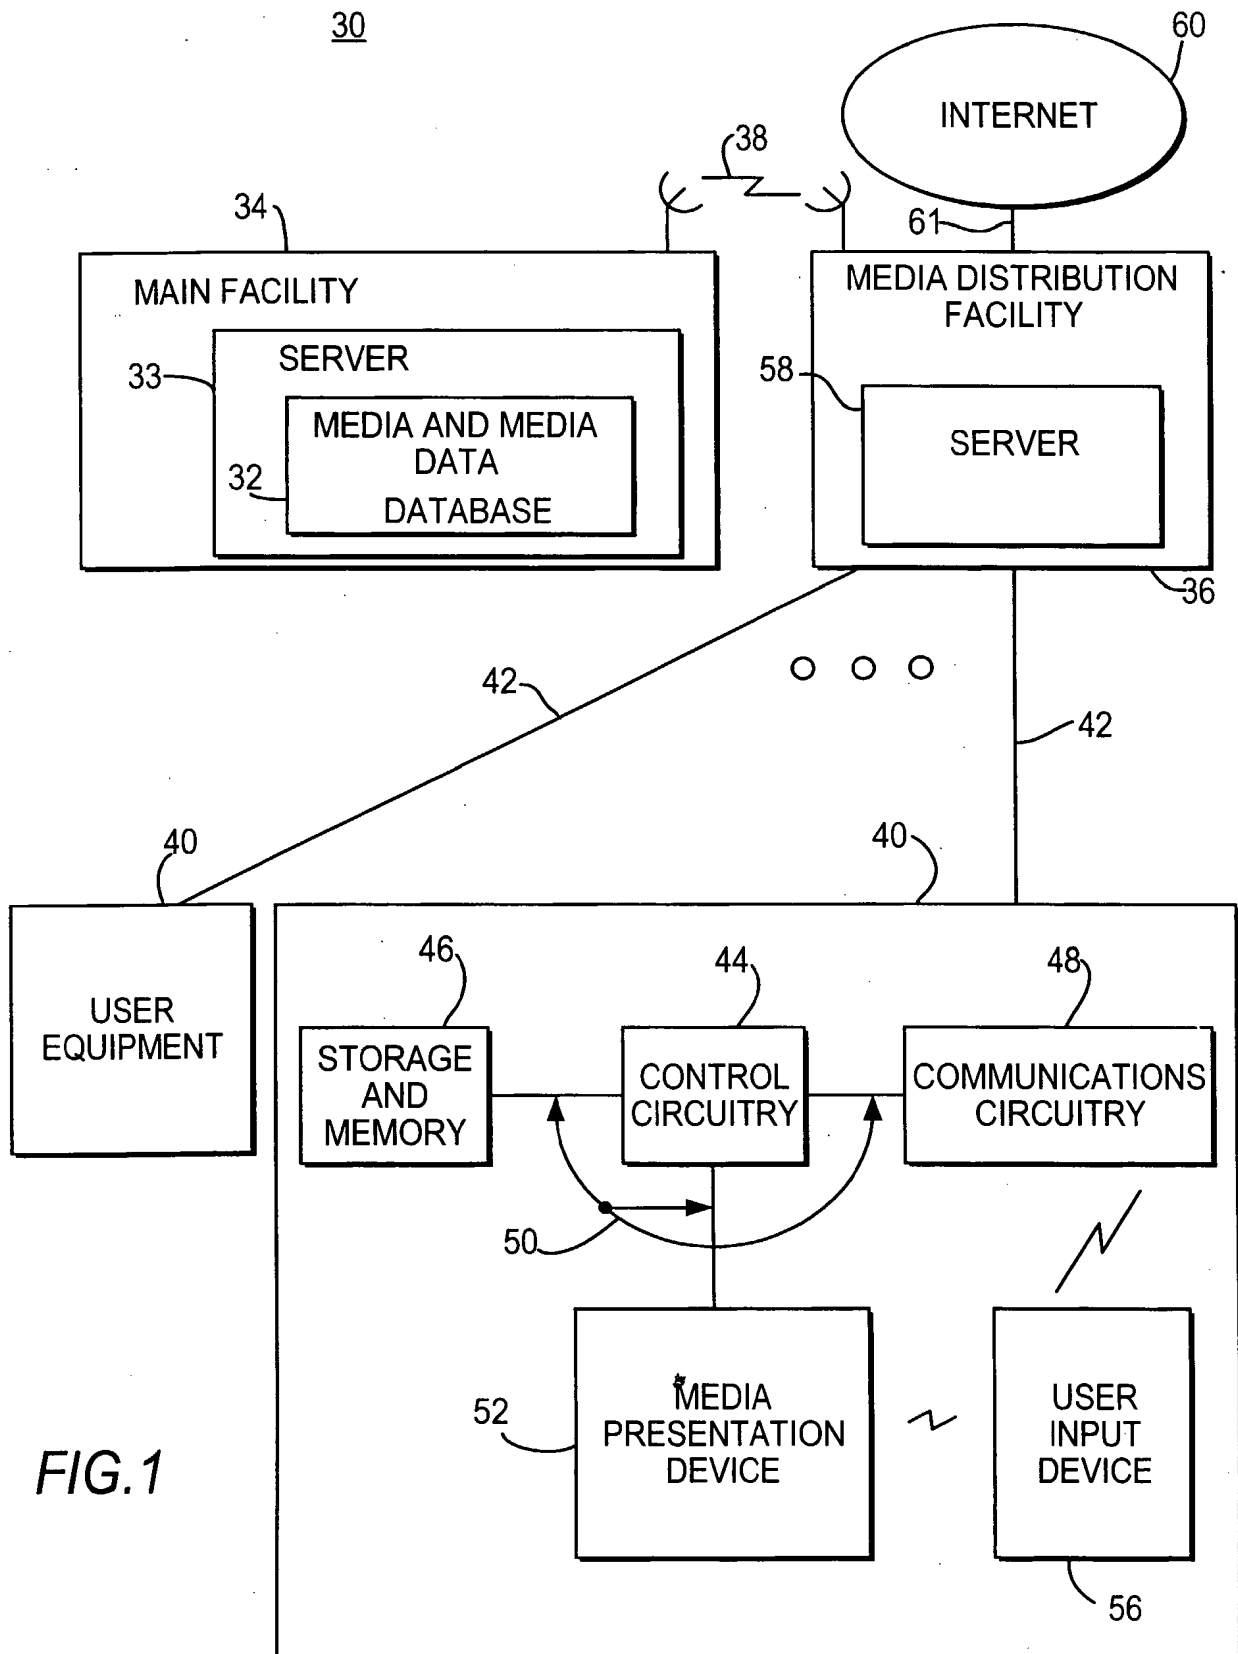 30
60
INTERNET
38
34
61
MAIN FACILITY
MEDIA DISTRIBUTION
FACILITY
33
SERVER
58
SERVER
MEDIA AND MEDIA
DATA
DATABASE
32
36
42
42
40
40
46
44
48
USER
EQUIPMENT
STORAGE
AND
MEMORY
CONTROL
CIRCUITRY
COMMUNICATIONS
CIRCUITRY
50
52
MEDIA
PRESENTATION
DEVICE
USER
INPUT
DEVICE
FIG.1
56